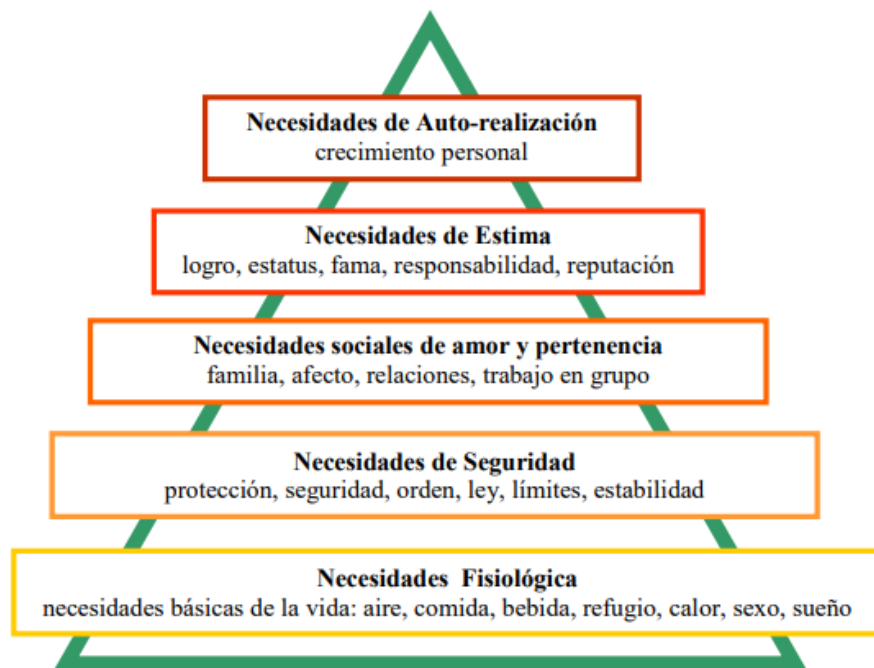 Necesidades de Auto-realización
crecimiento personal
Necesidades de Estima
logro, estatus, fama, responsabilidad, reputación
Necesidades sociales de amor y pertenencia
familia, afecto, relaciones, trabajo en grupo
Necesidades de Seguridad
protección, seguridad, orden, ley, límites, estabilidad
Necesidades Fisiológica
necesidades básicas de la vida: aire, comida, bebida, refugio, calor, sexo, sueño